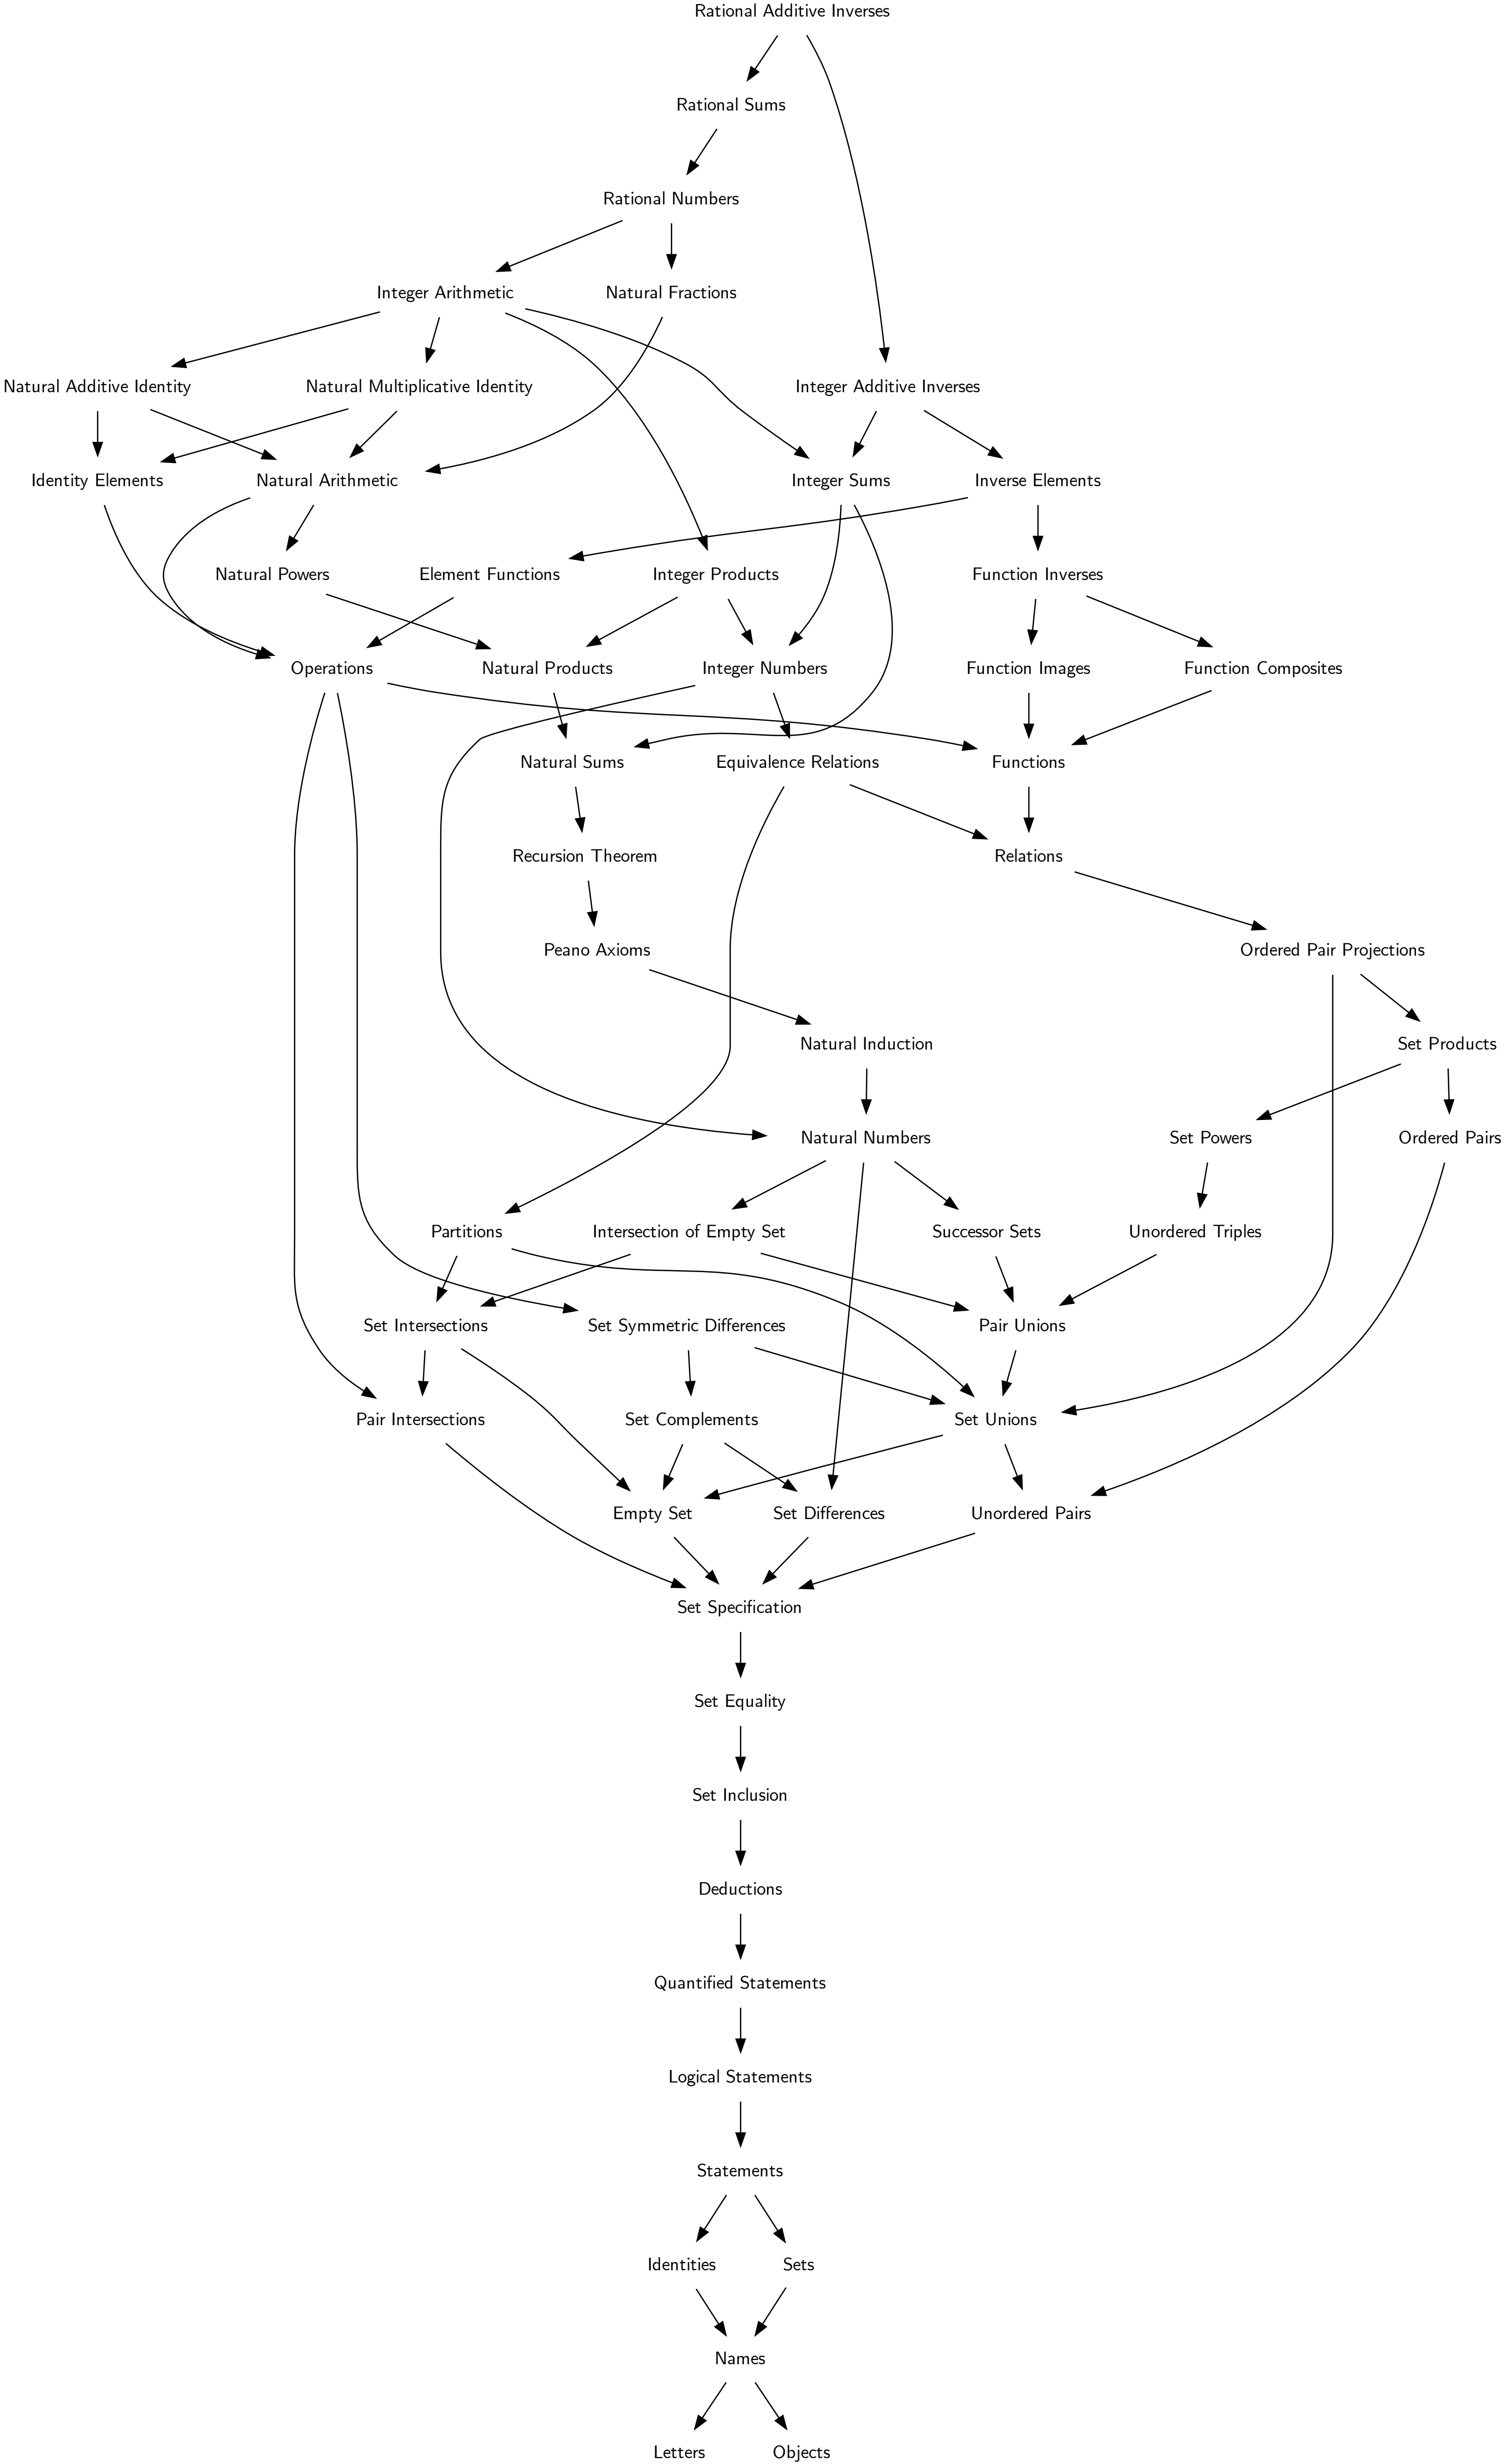 Rational Additive Inverses
Rational Sums
Rational Numbers
Integer Arithmetic
Natural Fractions
Natural Additive Identity
Natural Multiplicative Identity
Integer Additive Inverses
Identity Elements
Natural Arithmetic
Integer Sums
Inverse Elements
Natural Powers
Element Functions
Integer Products
Function Inverses
Operations
Natural Products
Integer Numbers
Function Images
Function Composites
Natural Sums
Equivalence Relations
Functions
Recursion Theorem
Relations
Peano Axioms
Ordered Pair Projections
Natural Induction
Set Products
Natural Numbers
Set Powers
Ordered Pairs
Partitions
Intersection of Empty Set
Successor Sets
Unordered Triples
Set Intersections
Set Symmetric Differences
Pair Unions
Pair Intersections
Set Complements
Set Unions
Empty Set
Set Differences
Unordered Pairs
Set Specification
Set Equality
Set Inclusion
Deductions
Quantified Statements
Logical Statements
Statements
Identities
Sets
Names
Letters
Objects